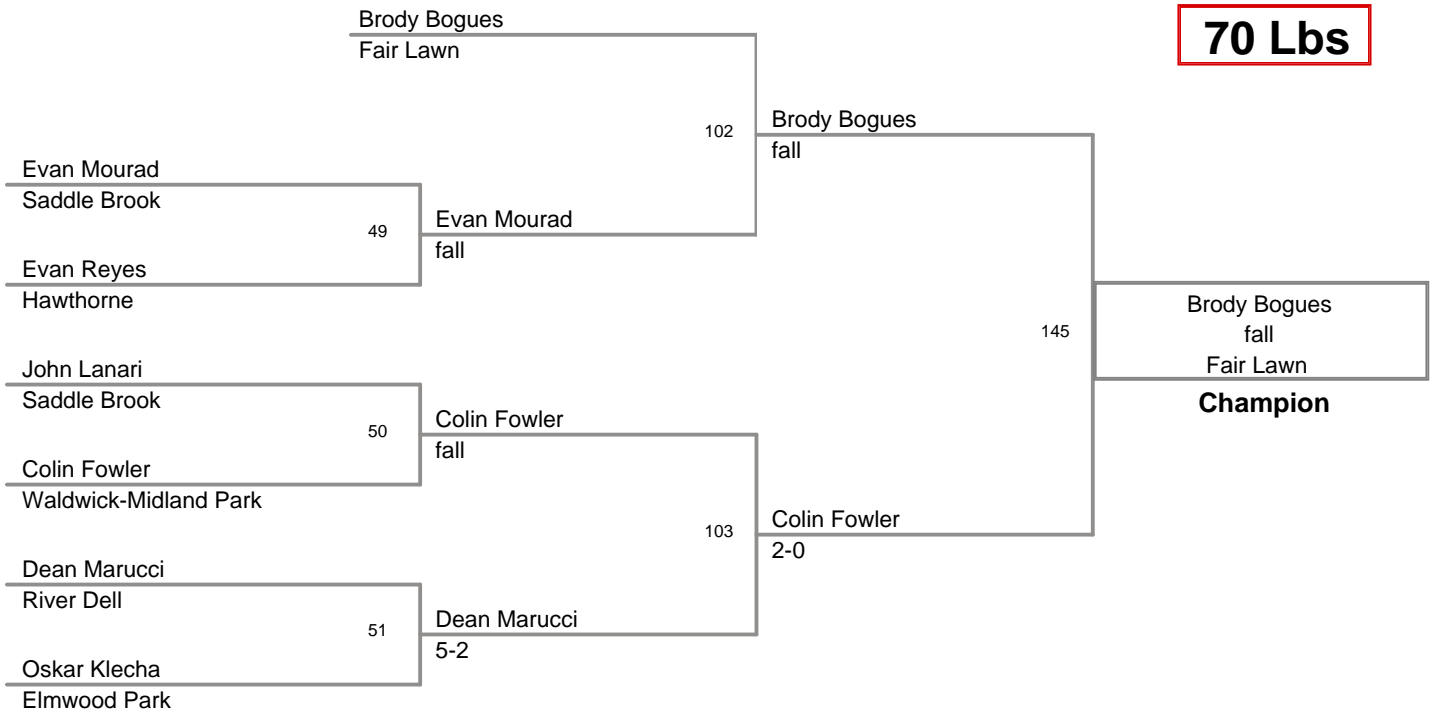 Brody Bogues
Fair Lawn
70 Lbs
102
Brody Bogues
fall
Evan Mourad
Saddle Brook
49
Evan Mourad
fall
Evan Reyes
Hawthorne
145
Brody Bogues
fall
Fair Lawn
Champion
John Lanari
Saddle Brook
50
Colin Fowler
fall
Colin Fowler
Waldwick-Midland Park
103
Colin Fowler
2-0
Dean Marucci
River Dell
51
Dean Marucci
5-2
Oskar Klecha
Elmwood Park